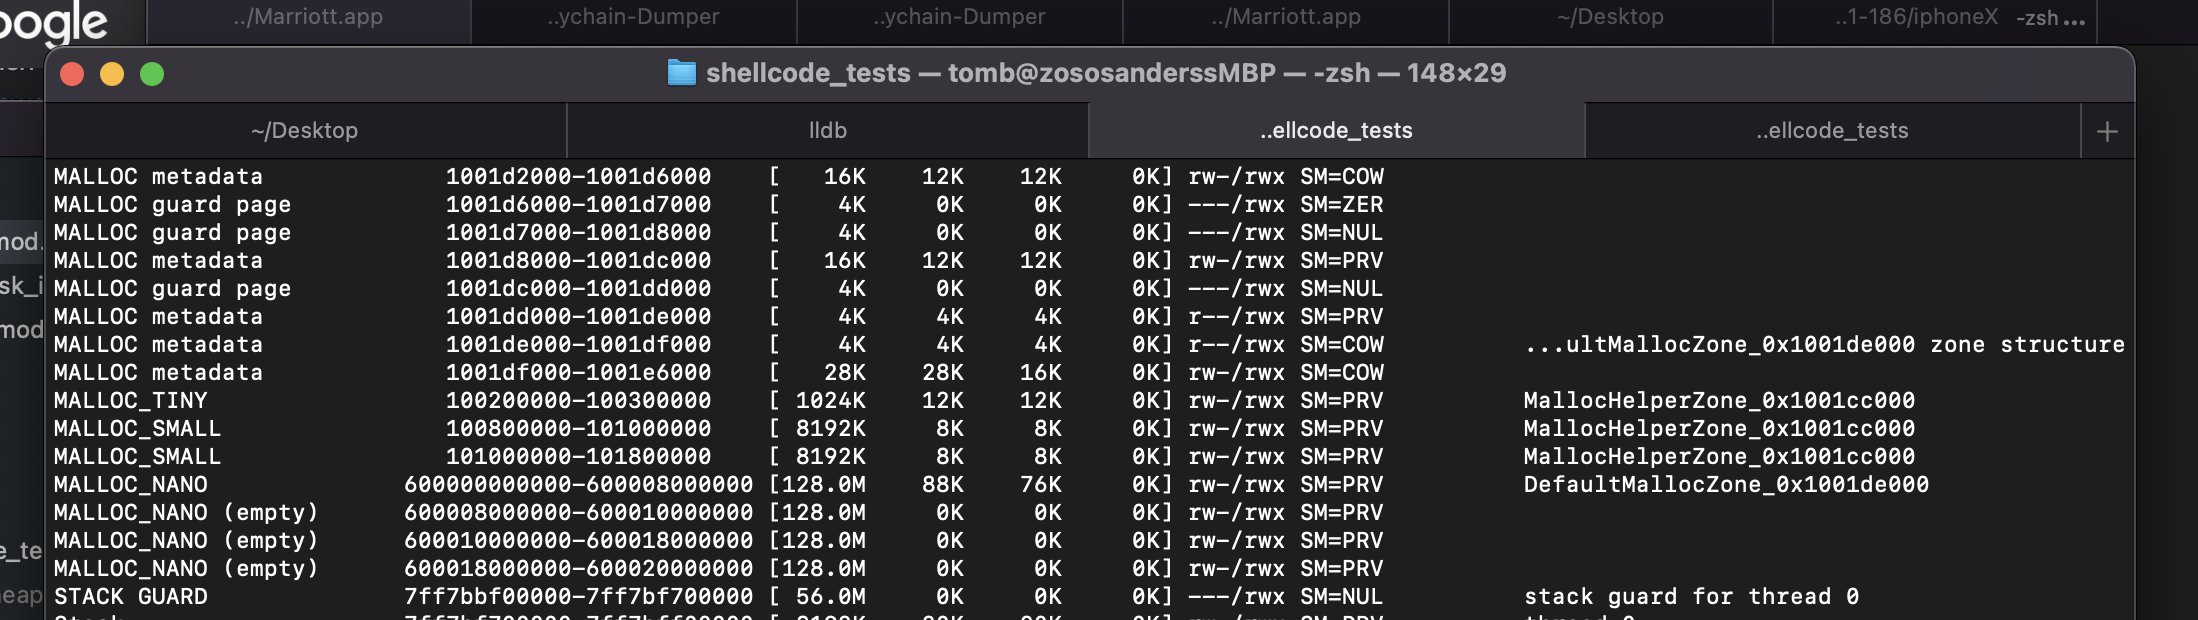 oogle ../Marriott.app ..ychain-Dumper ..ychain-Dumper ../Marriott.app ~/Desktop ..1-186/iphoneX -zsh ...
shellcode_tests — tomb@zososanderssMBP — -zsh — 148×29
~/Desktop lldb ..ellcode_tests ..ellcode_tests +
MALLOC metadata 1001d2000-1001d6000 [ 16K 12K 12K 0K] rw-/rwx SM=COW
MALLOC guard page 1001d6000-1001d7000 [ 4K 0K 0K 0K] ---/rwx SM=ZER
MALLOC guard page 1001d7000-1001d8000 [ 4K 0K 0K 0K] ---/rwx SM=NUL
mod.
MALLOC metadata 1001d8000-1001dc000 [ 16K 12K 12K 0K] rw-/rwx SM=PRV
sk_i
MALLOC guard page 1001dc000-1001dd000 [ 4K 0K 0K 0K] ---/rwx SM=NUL
MALLOC metadata 1001dd000-1001de000 [ 4K 4K 4K 0K] r--/rwx SM=PRV
mod
MALLOC metadata 1001de000-1001df000 [ 4K 4K 4K 0K] r--/rwx SM=COW ...ultMallocZone_0x1001de000 zone structure
MALLOC metadata 1001df000-1001e6000 [ 28K 28K 16K 0K] rw-/rwx SM=COW
MALLOC_TINY 100200000-100300000 [ 1024K 12K 12K 0K] rw-/rwx SM=PRV MallocHelperZone_0x1001cc000
MALLOC_SMALL 100800000-101000000 [ 8192K 8K 8K 0K] rw-/rwx SM=PRV MallocHelperZone_0x1001cc000
MALLOC_SMALL 101000000-101800000 [ 8192K 8K 8K 0K] rw-/rwx SM=PRV MallocHelperZone_0x1001cc000
MALLOC_NANO 600000000000-600008000000 [128.0M 88K 76K 0K] rw-/rwx SM=PRV DefaultMallocZone_0x1001de000
MALLOC_NANO (empty) 600008000000-600010000000 [128.0M 0K 0K 0K] rw-/rwx SM=PRV
MALLOC_NANO (empty) 600010000000-600018000000 [128.0M 0K 0K 0K] rw-/rwx SM=PRV
e_te
MALLOC_NANO (empty) 600018000000-600020000000 [128.0M 0K 0K 0K] rw-/rwx SM=PRV
eap
STACK GUARD 7ff7bbf00000-7ff7bf700000 [ 56.0M 0K 0K 0K] ---/rwx SM=NUL stack guard for thread 0